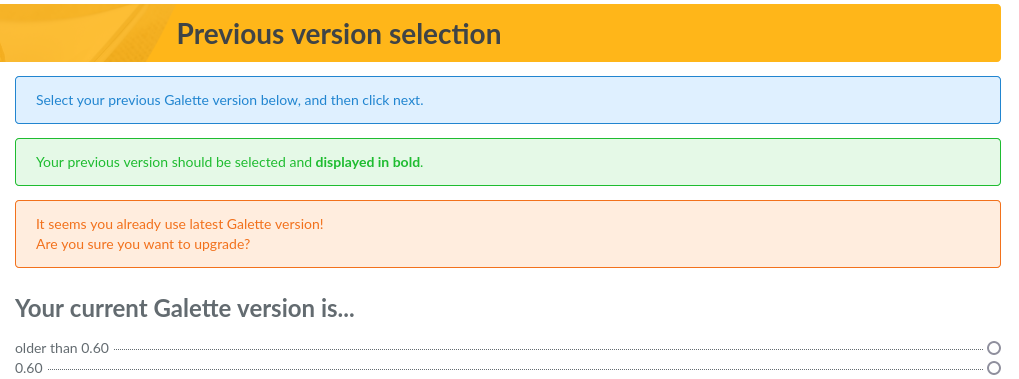 Previous version selection
Select your previous Galette version below, and then click next.
Your previous version should be selected and displayed in bold.
It seems you already use latest Galette version!
Are you sure you want to upgrade?
Your current Galette version is...
older than 0.60
0.60